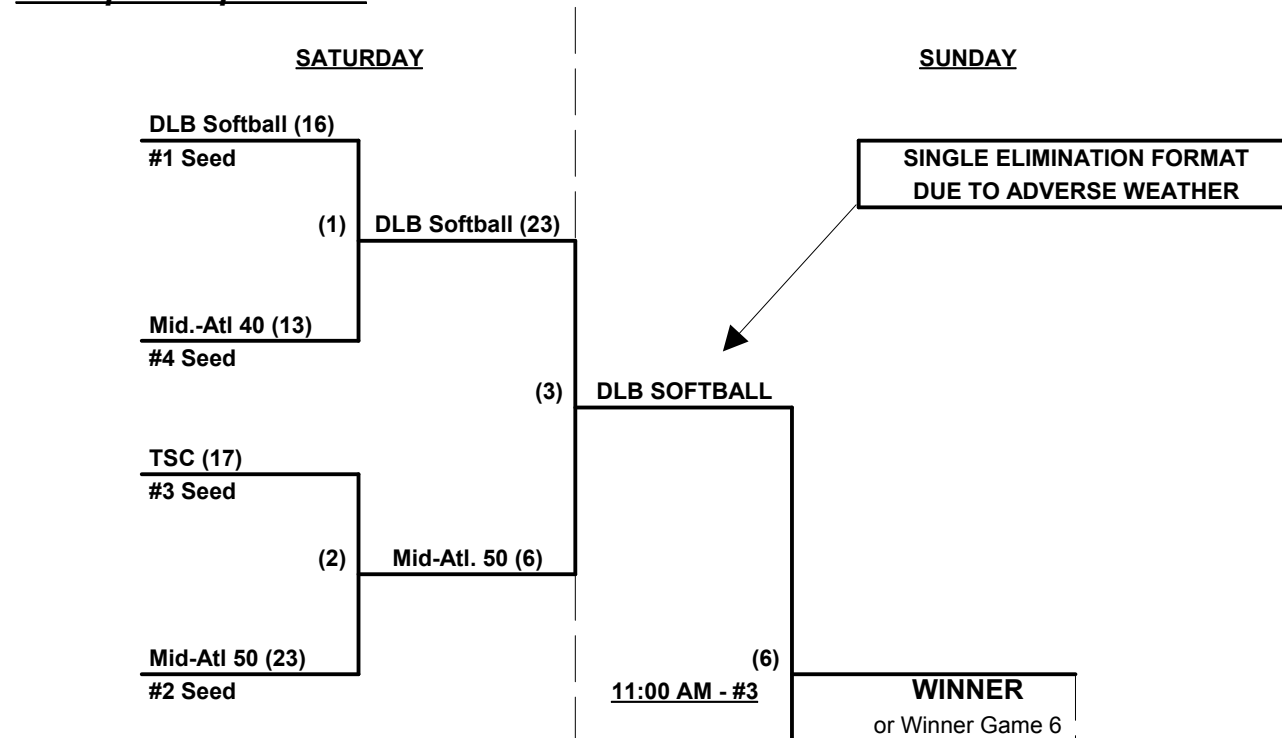 SATURDAY
SUNDAY
DLB Softball (16)
#1 Seed
SINGLE ELIMINATION FORMAT
DUE TO ADVERSE WEATHER
(1)
DLB Softball (23)
Mid.-Atl 40 (13)
#4 Seed
(3)
DLB SOFTBALL
TSC (17)
#3 Seed
(2)
Mid-Atl. 50 (6)
Mid-Atl 50 (23)
#2 Seed
(6)
11:00 AM - #3
WINNER
or Winner Game 6